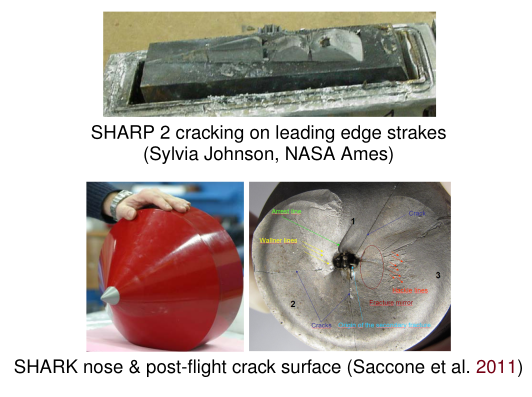 SHARP 2 cracking on leading edge strakes
(Sylvia Johnson, NASA Ames)
Arrest line
1
Crack
Wallner lines
3
Hackle lines
Fracture mirror
2
Cracks
SHARK nose & post-flight crack surface (Saccone et al. 2011)